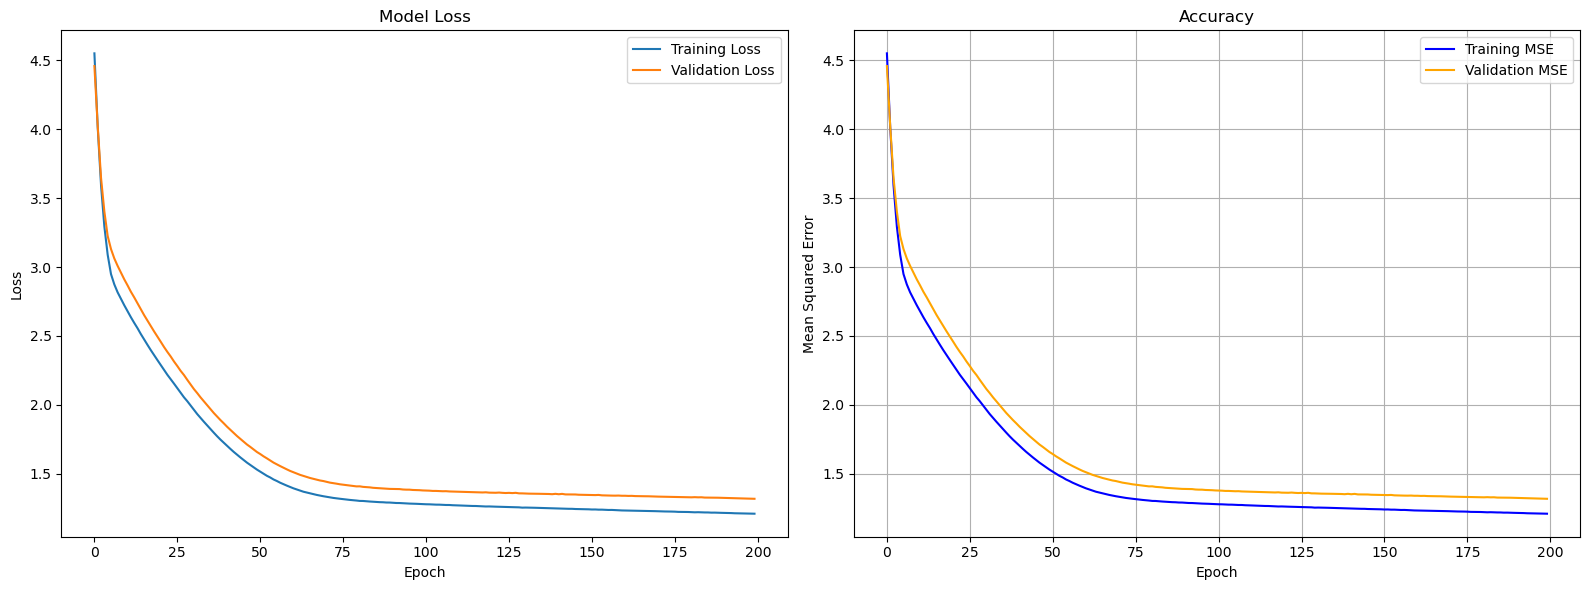 Model Loss
Training Loss
Validation Loss
4.5
4.0
3.5
3.0
2.5
2.0
1.5
Loss
0 25 50 75 100 125 150 175 200
Epoch
Accuracy
Training MSE
Validation MSE
4.5
4.0
3.5
3.0
2.5
2.0
1.5
Mean Squared Error
0 25 50 75 100 125 150 175 200
Epoch